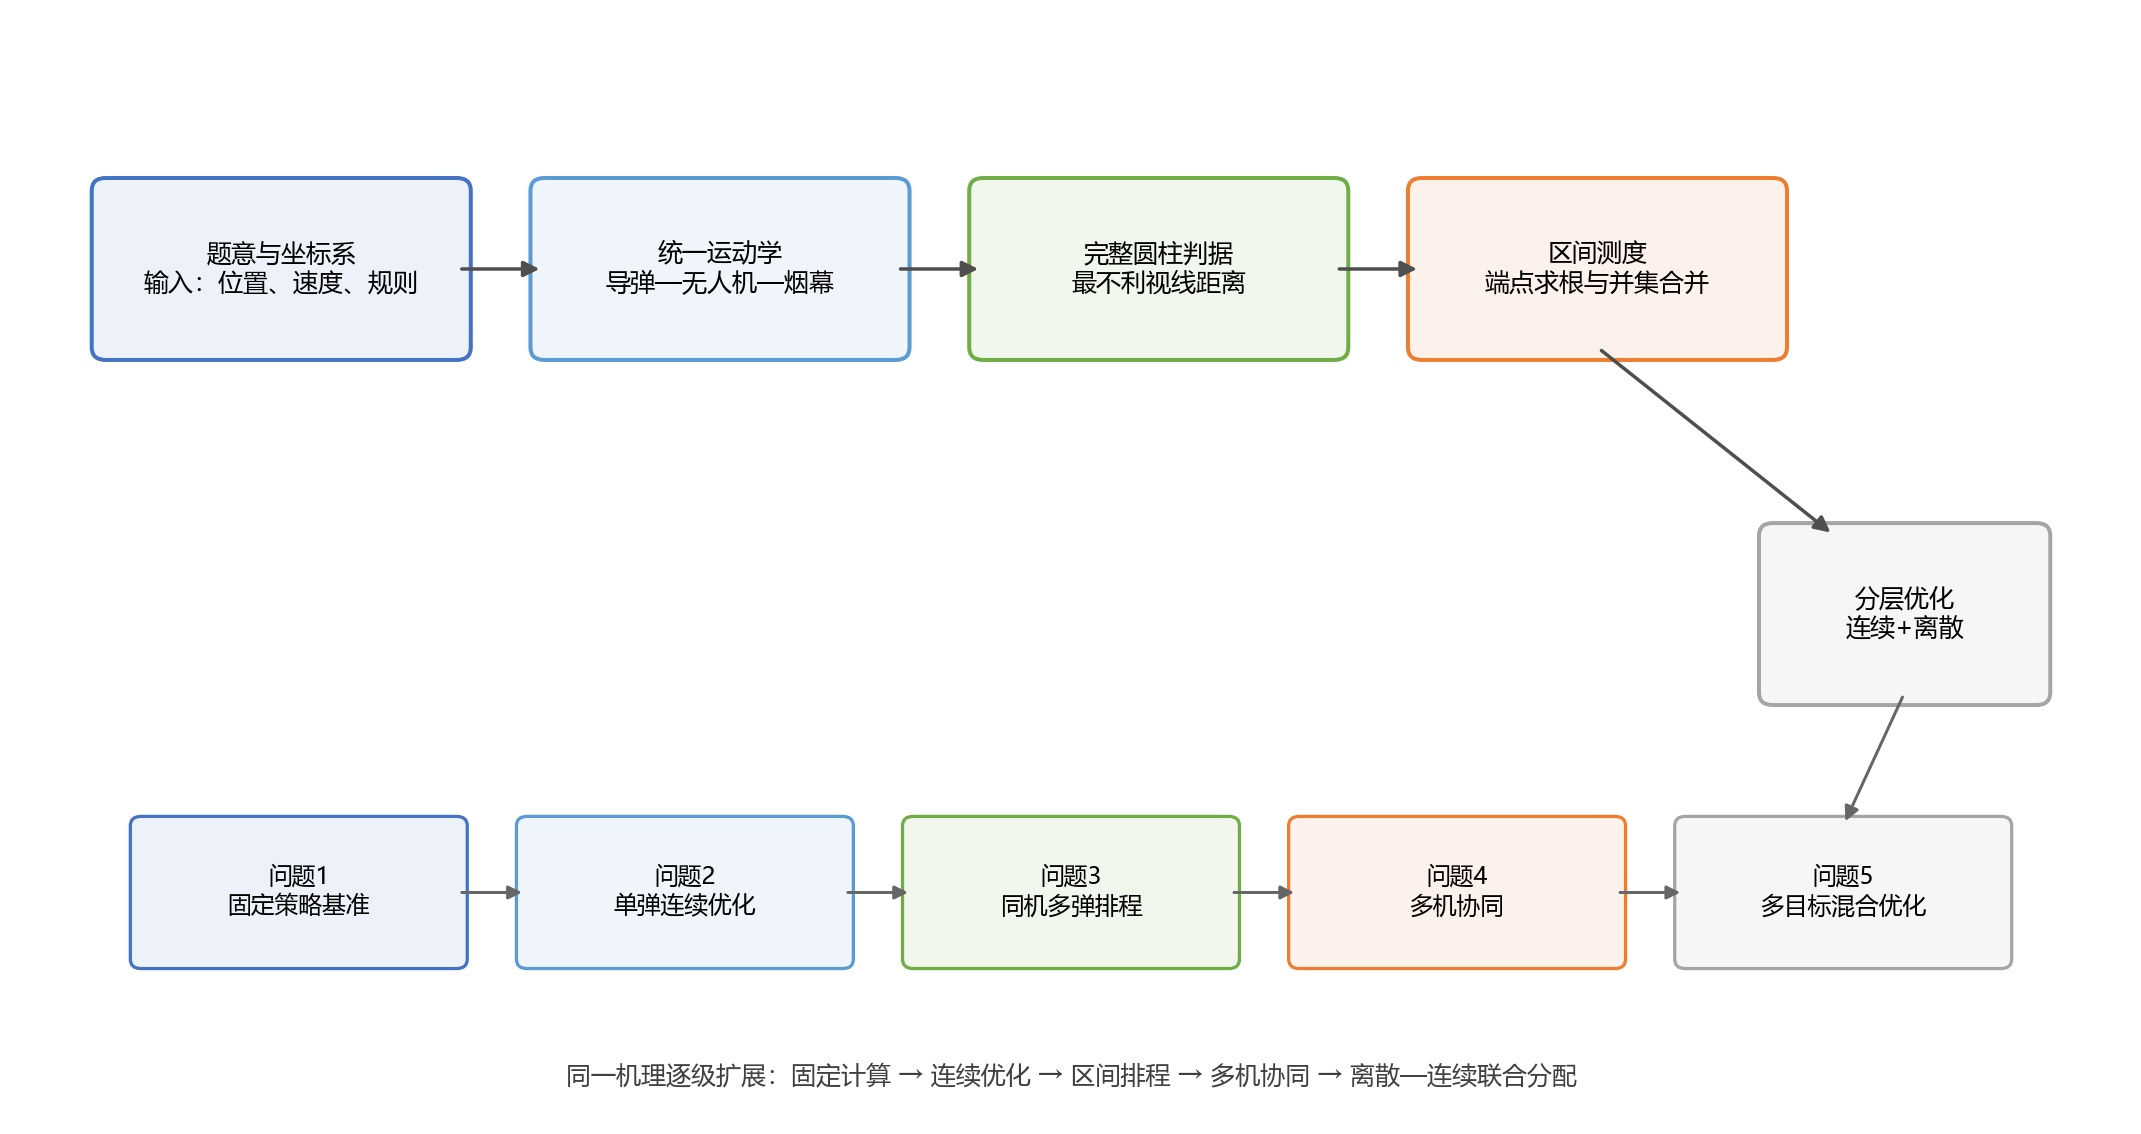 题意与坐标系
输入：位置、速度、规则
统一运动学
导弹—无人机—烟幕
完整圆柱判据
最不利视线距离
区间测度
端点求根与并集合并
分层优化
连续+离散
问题1
固定策略基准
问题2
单弹连续优化
问题3
同机多弹排程
问题4
多机协同
问题5
多目标混合优化
同一机理逐级扩展：固定计算 → 连续优化 → 区间排程 → 多机协同 → 离散—连续联合分配